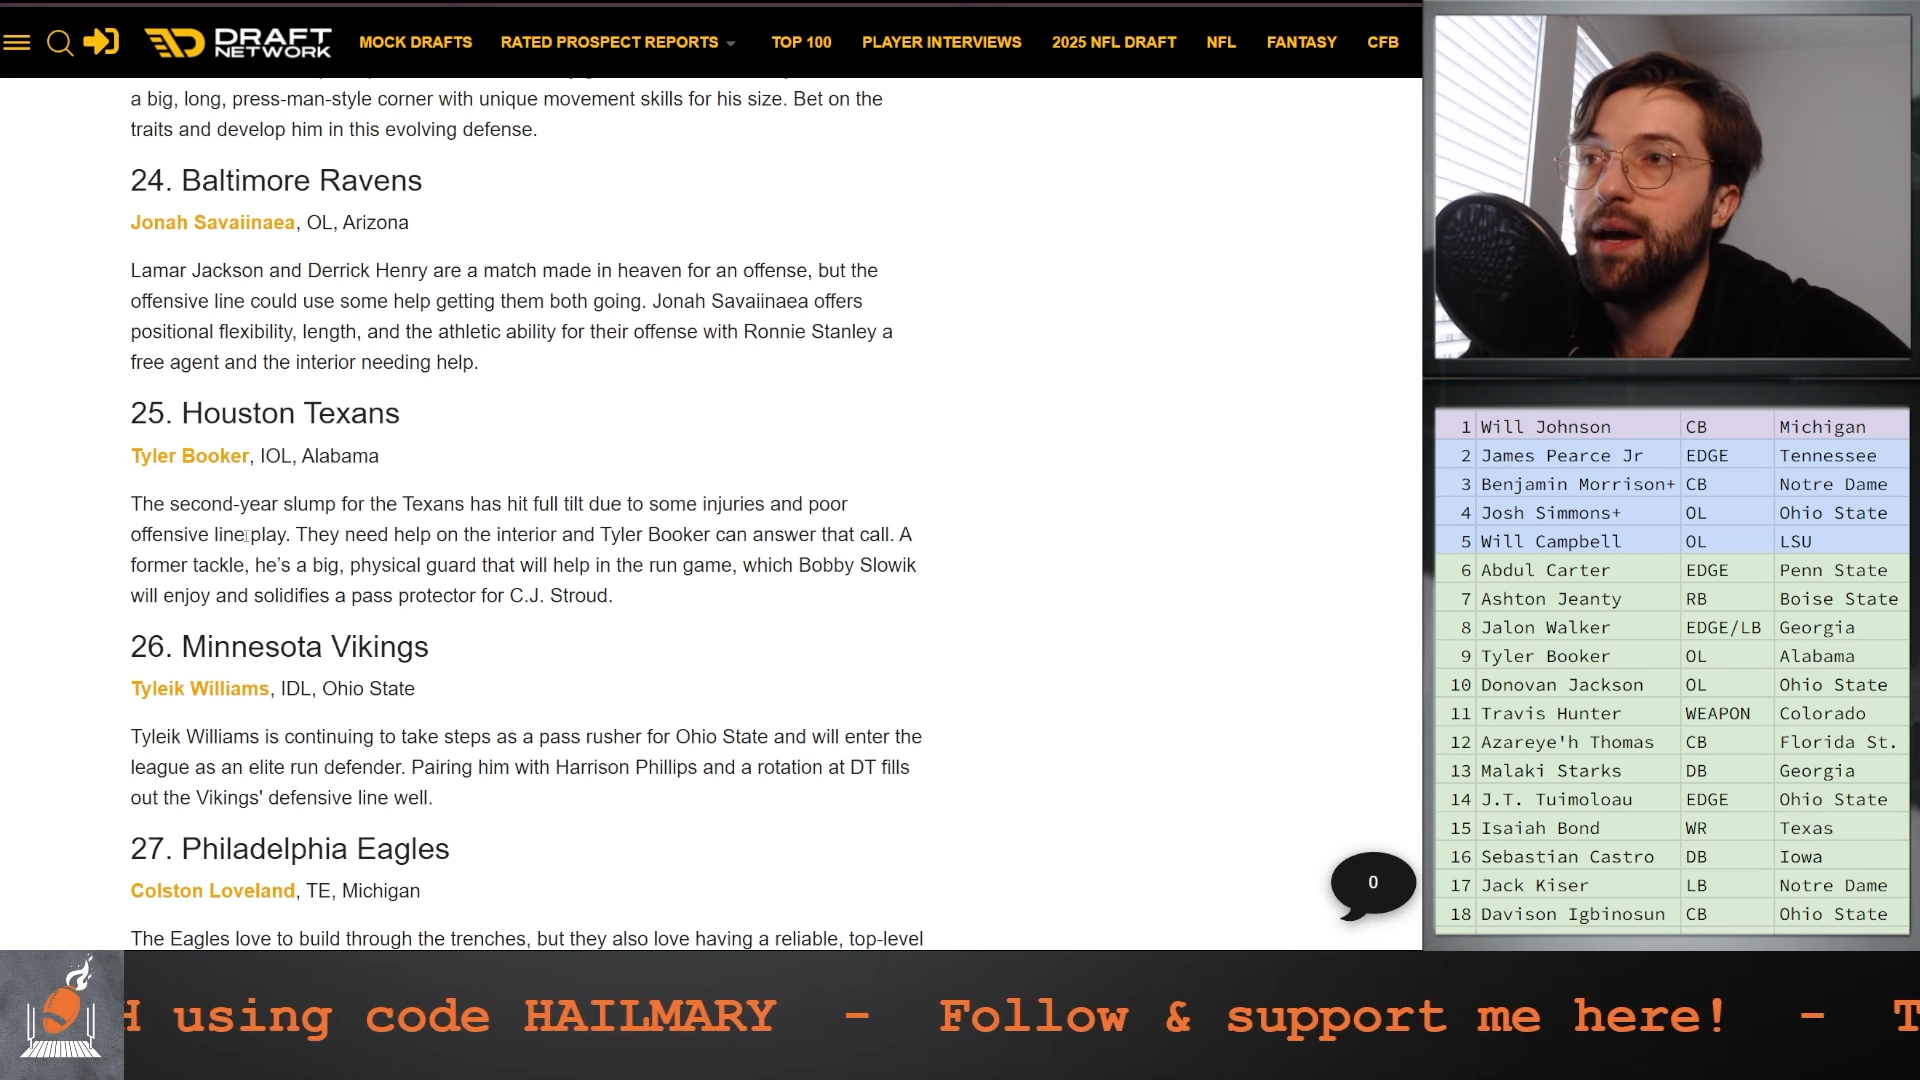 DRAFT NETWORK MOCK DRAFTS RATED PROSPECT REPORTS TOP 100 PLAYER INTERVIEWS 2025 NFL DRAFT NFL FANTASY CFB
a big, long, press-man-style corner with unique movement skills for his size. Bet on the
traits and develop him in this evolving defense.
24. Baltimore Ravens
Jonah Savaiinaea, OL, Arizona
Lamar Jackson and Derrick Henry are a match made in heaven for an offense, but the
offensive line could use some help getting them both going. Jonah Savaiinaea offers
positional flexibility, length, and the athletic ability for their offense with Ronnie Stanley a
free agent and the interior needing help.
25. Houston Texans
Tyler Booker, IOL, Alabama
The second-year slump for the Texans has hit full tilt due to some injuries and poor
offensive line play. They need help on the interior and Tyler Booker can answer that call. A
former tackle, he’s a big, physical guard that will help in the run game, which Bobby Slowik
will enjoy and solidifies a pass protector for C.J. Stroud.
26. Minnesota Vikings
Tyleik Williams, IDL, Ohio State
Tyleik Williams is continuing to take steps as a pass rusher for Ohio State and will enter the
league as an elite run defender. Pairing him with Harrison Phillips and a rotation at DT fills
out the Vikings' defensive line well.
27. Philadelphia Eagles
Colston Loveland, TE, Michigan
The Eagles love to build through the trenches, but they also love having a reliable, top-level
0
1 Will Johnson CB Michigan
2 James Pearce Jr EDGE Tennessee
3 Benjamin Morrison+ CB Notre Dame
4 Josh Simmons+ OL Ohio State
5 Will Campbell OL LSU
6 Abdul Carter EDGE Penn State
7 Ashton Jeanty RB Boise State
8 Jalon Walker EDGE/LB Georgia
9 Tyler Booker OL Alabama
10 Donovan Jackson OL Ohio State
11 Travis Hunter WEAPON Colorado
12 Azareye'h Thomas CB Florida St.
13 Malaki Starks DB Georgia
14 J.T. Tuimoloau EDGE Ohio State
15 Isaiah Bond WR Texas
16 Sebastian Castro DB Iowa
17 Jack Kiser LB Notre Dame
18 Davison Igbinosun CB Ohio State
H using code HAILMARY - Follow & support me here! - T